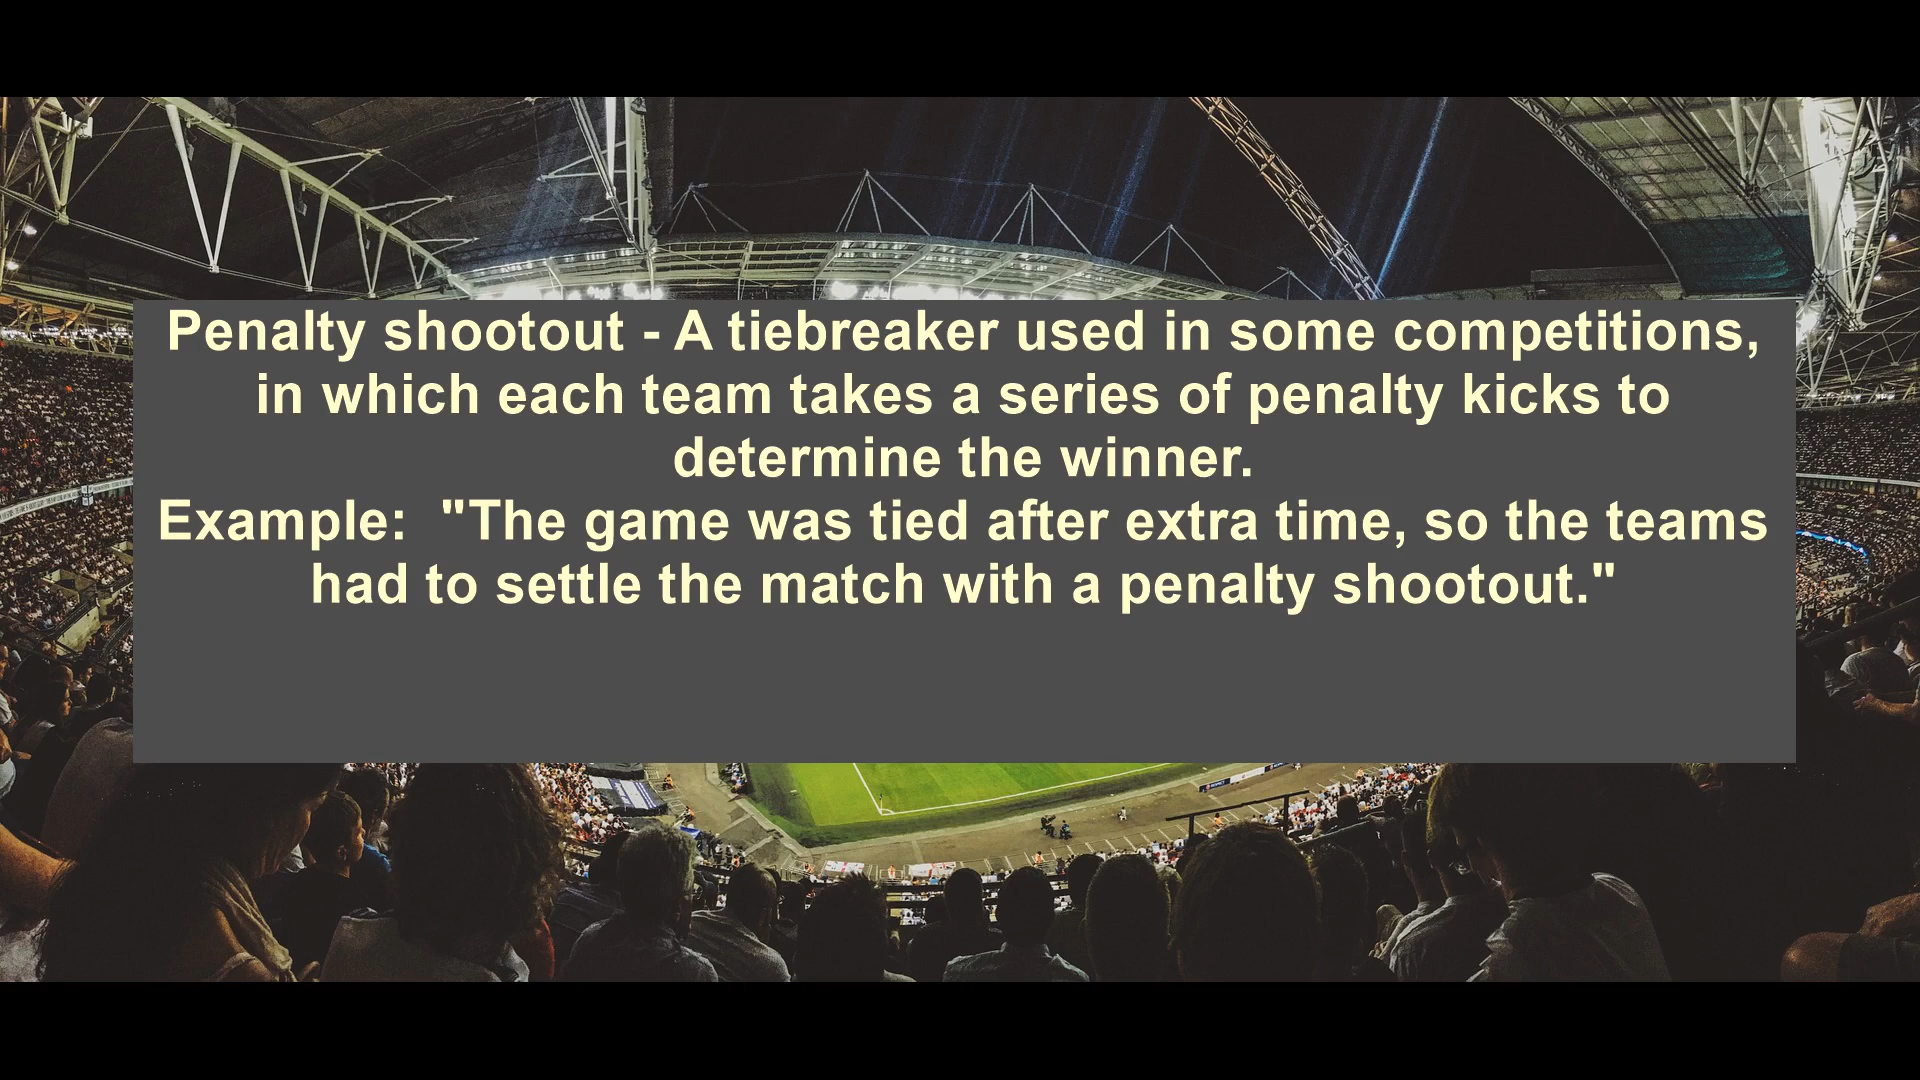 Penalty shootout - A tiebreaker used in some competitions,
in which each team takes a series of penalty kicks to
determine the winner.
Example:  "The game was tied after extra time, so the teams
had to settle the match with a penalty shootout."